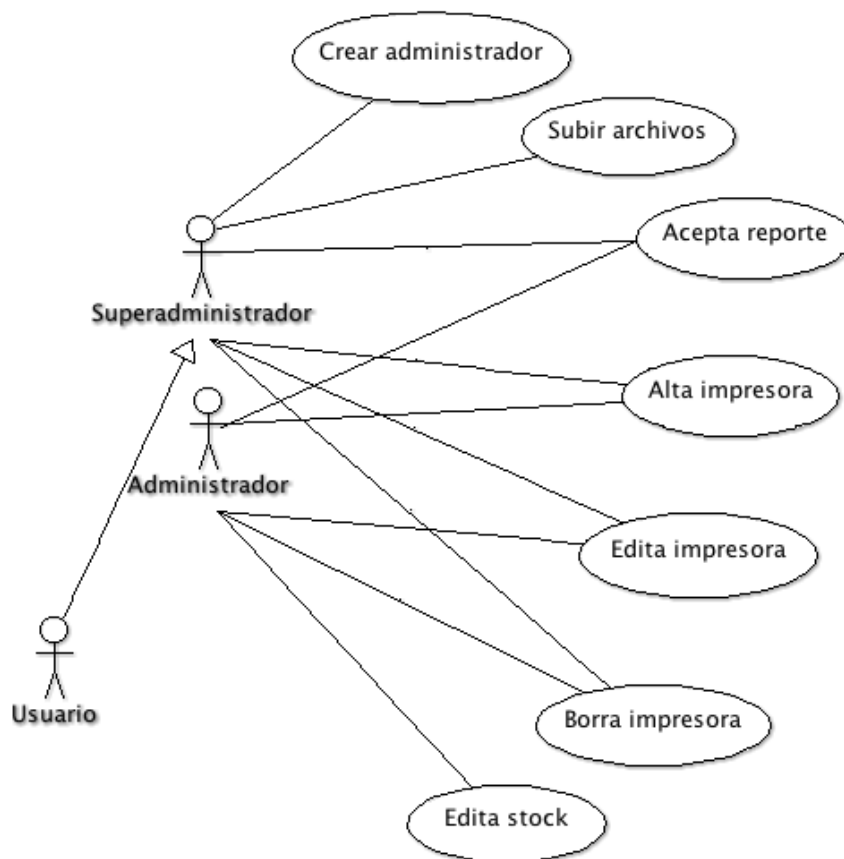 Crear administrador
Subir archivos
Acepta reporte
Superadministrador
Alta impresora
Administrador
Edita impresora
Usuario
Borra impresora
Edita stock